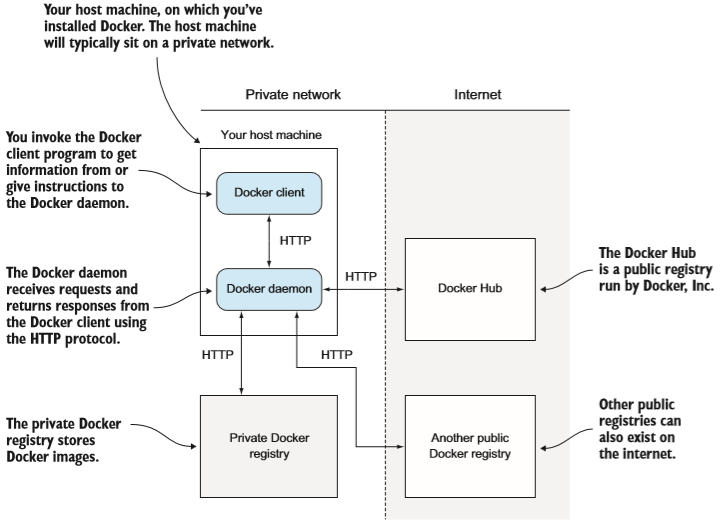 Your host machine, on which you've
installed Docker. The host machine
will typically sit on a private network.
Private network
Internet
Your host machine
You invoke the Docker
client program to get
information from or
give instructions to
the Docker daemon.
Docker client
HTTP
The Docker daemon
receives requests and
returns responses from
the Docker client using
the HTTP protocol.
Docker daemon
HTTP
Docker Hub
The Docker Hub
is a public registry
run by Docker, Inc.
HTTP
HTTP
The private Docker
registry stores
Docker images.
Private Docker
registry
Another public
Docker registry
Other public
registries can
also exist on
the internet.